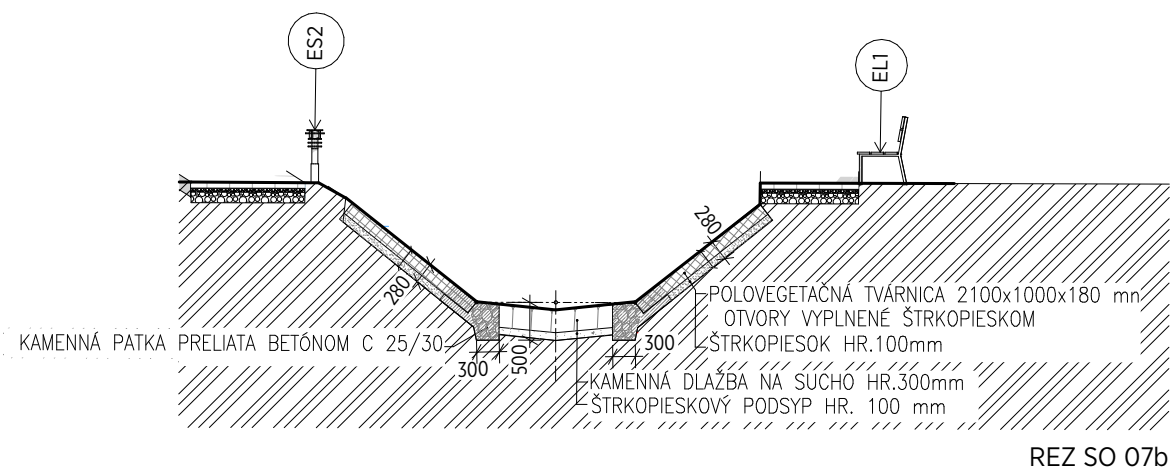 ES2
EL1
280
280
POLOVEGETAČNÁ TVÁRNICA 2100x1000x180 mm
OTVORY VYPLNENÉ ŠTRKOPIESKOM
ŠTRKOPIESOK HR.100mm
KAMENNÁ PATKA PRELIATA BETÓNOM C 25/30
300
500
300
KAMENNÁ DLAŽBA NA SUCHO HR.300mm
ŠTRKOPIESKOVÝ PODSYP HR. 100 mm
REZ SO 07b